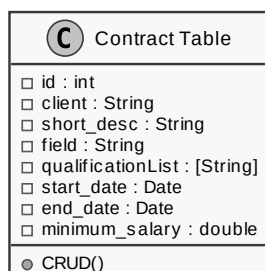 C Contract Table
id : int
client : String
short_desc : String
field : String
qualificationList : [String]
start_date : Date
end_date : Date
minimum_salary : double
CRUD()